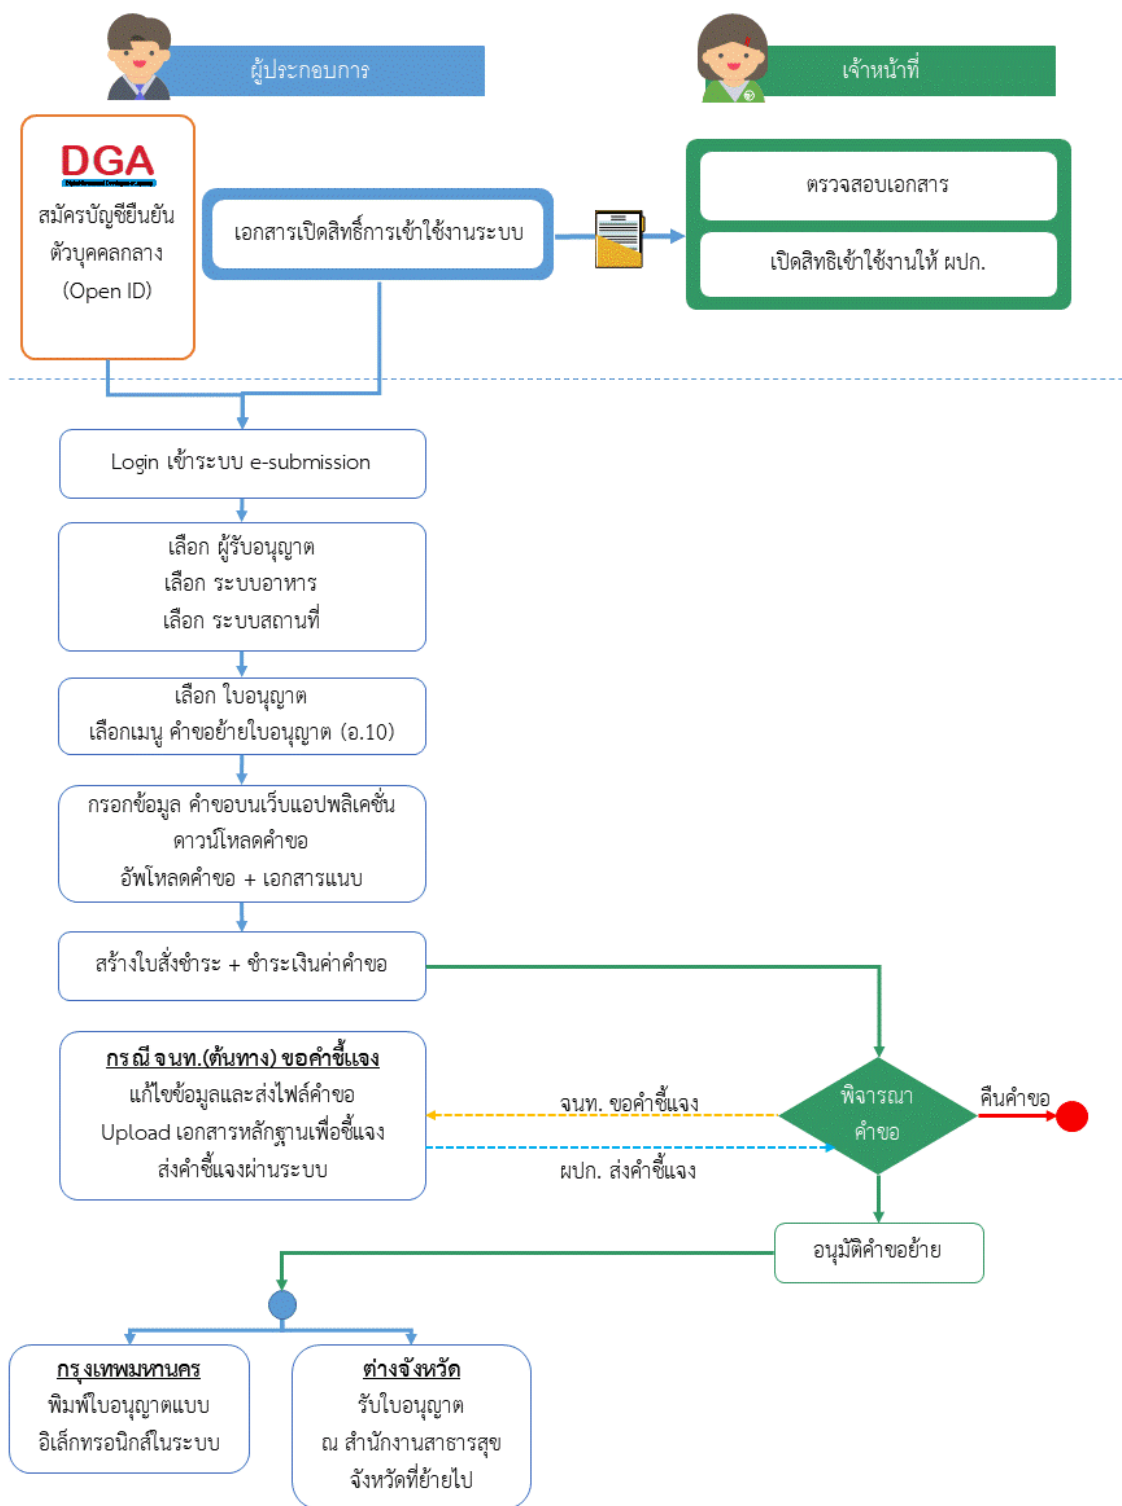 ผู้ประกอบการ
เจ้าหน้าที่
DGA
สมัครบัญชียืนยัน
ตัวบุคคลกลาง
(Open ID)
เอกสารเปิดสิทธิ์การเข้าใช้งานระบบ
ตรวจสอบเอกสาร
เปิดสิทธิเข้าใช้งานให้ ผปก.
Login เข้าระบบ e-submission
เลือก ผู้รับอนุญาต
เลือก ระบบอาหาร
เลือก ระบบสถานที่
เลือก ใบอนุญาต
เลือกเมนู คำขอย้ายใบอนุญาต (อ.10)
กรอกข้อมูล คำขอบนเว็บแอปพลิเคชั่น
ดาวน์โหลดคำขอ
อัพโหลดคำขอ + เอกสารแนบ
สร้างใบสั่งชำระ + ชำระเงินค่าคำขอ
กรณี จนท.(ต้นทาง) ขอคำชี้แจง
แก้ไขข้อมูลและส่งไฟล์คำขอ
Upload เอกสารหลักฐานเพื่อชี้แจง
ส่งคำชี้แจงผ่านระบบ
จนท. ขอคำชี้แจง
ผปก. ส่งคำชี้แจง
พิจารณา
คำขอ
คืนคำขอ
อนุมัติคำขอย้าย
กรุงเทพมหานคร
พิมพ์ใบอนุญาตแบบ
อิเล็กทรอนิกส์ในระบบ
ต่างจังหวัด
รับใบอนุญาต
ณ สำนักงานสาธารสุข
จังหวัดที่ย้ายไป